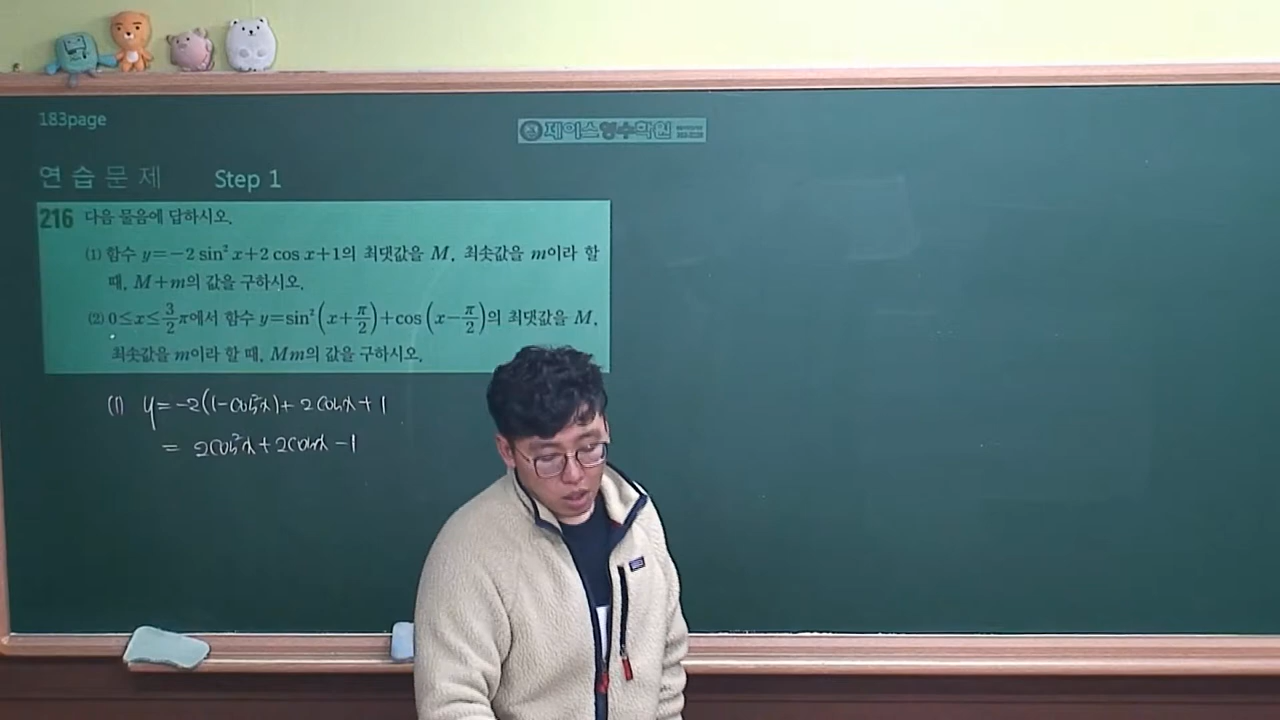 183page
제이스영수학원
연습문제 Step 1
216 다음 물음에 답하시오.
(1) 함수 y=-2 sin² x+2 cos x+1의 최댓값을 M, 최솟값을 m이라 할
때, M+m의 값을 구하시오.
(2) 0≤x≤3/2π에서 함수 y=sin²(x+π/2)+cos(x-π/2)의 최댓값을 M,
최솟값을 m이라 할 때, Mm의 값을 구하시오.
(1) y=-2(1-cos²x)+2cosx+1
= 2cos²x+2cosx-1